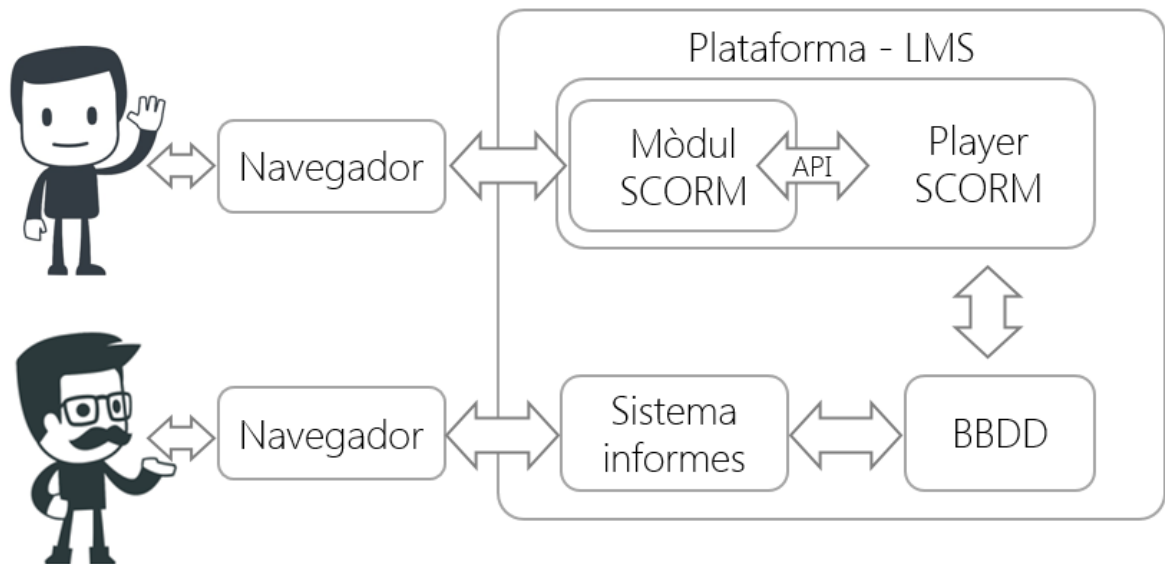 Plataforma - LMS
Navegador
Mòdul
SCORM
API
Player
SCORM
Navegador
Sistema
informes
BBDD